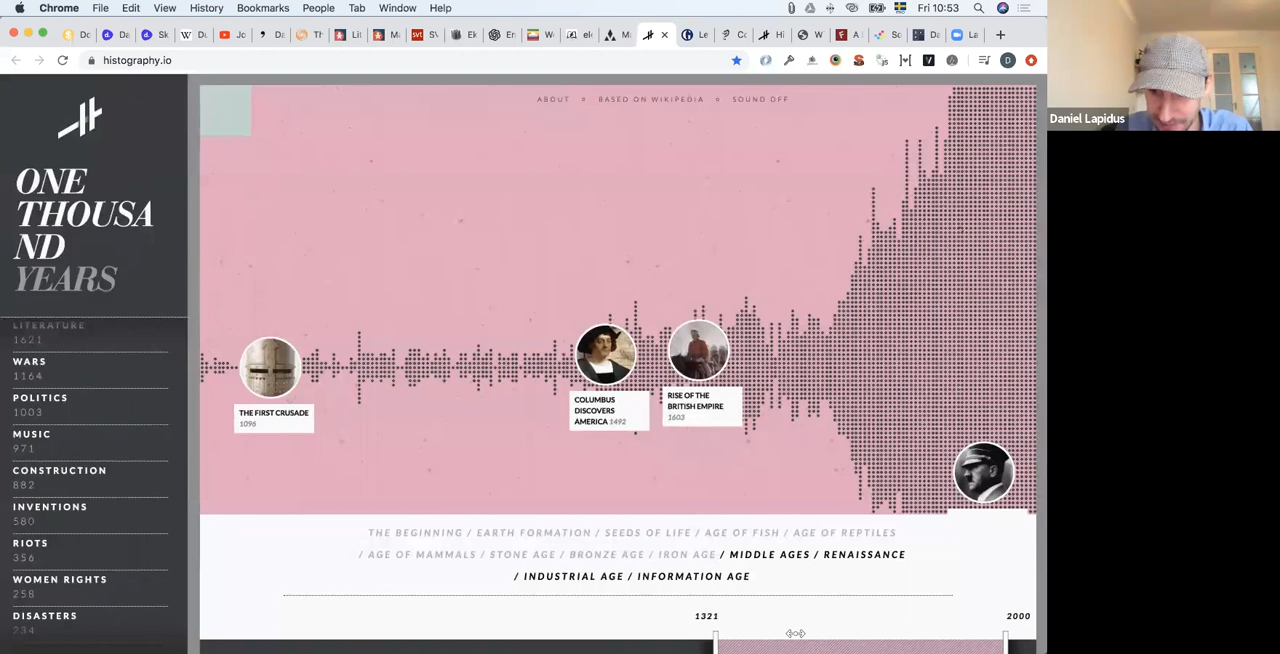 Chrome File Edit View History Bookmarks People Tab Window Help
Fri 10:53
histography.io
D
Daniel Lapidus
ABOUT BASED ON WIKIPEDIA SOUND OFF
ONE
THOUSA
ND
YEARS
LITERATURE
1621
WARS
1164
POLITICS
1003
MUSIC
971
CONSTRUCTION
882
INVENTIONS
580
RIOTS
356
WOMEN RIGHTS
258
DISASTERS
234
THE FIRST CRUSADE
1096
COLUMBUS
DISCOVERS
AMERICA 1492
RISE OF THE
BRITISH EMPIRE
1603
THE BEGINNING / EARTH FORMATION / SEEDS OF LIFE / AGE OF FISH / AGE OF REPTILES
/ AGE OF MAMMALS / STONE AGE / BRONZE AGE / IRON AGE / MIDDLE AGES / RENAISSANCE
/ INDUSTRIAL AGE / INFORMATION AGE
1321
2000